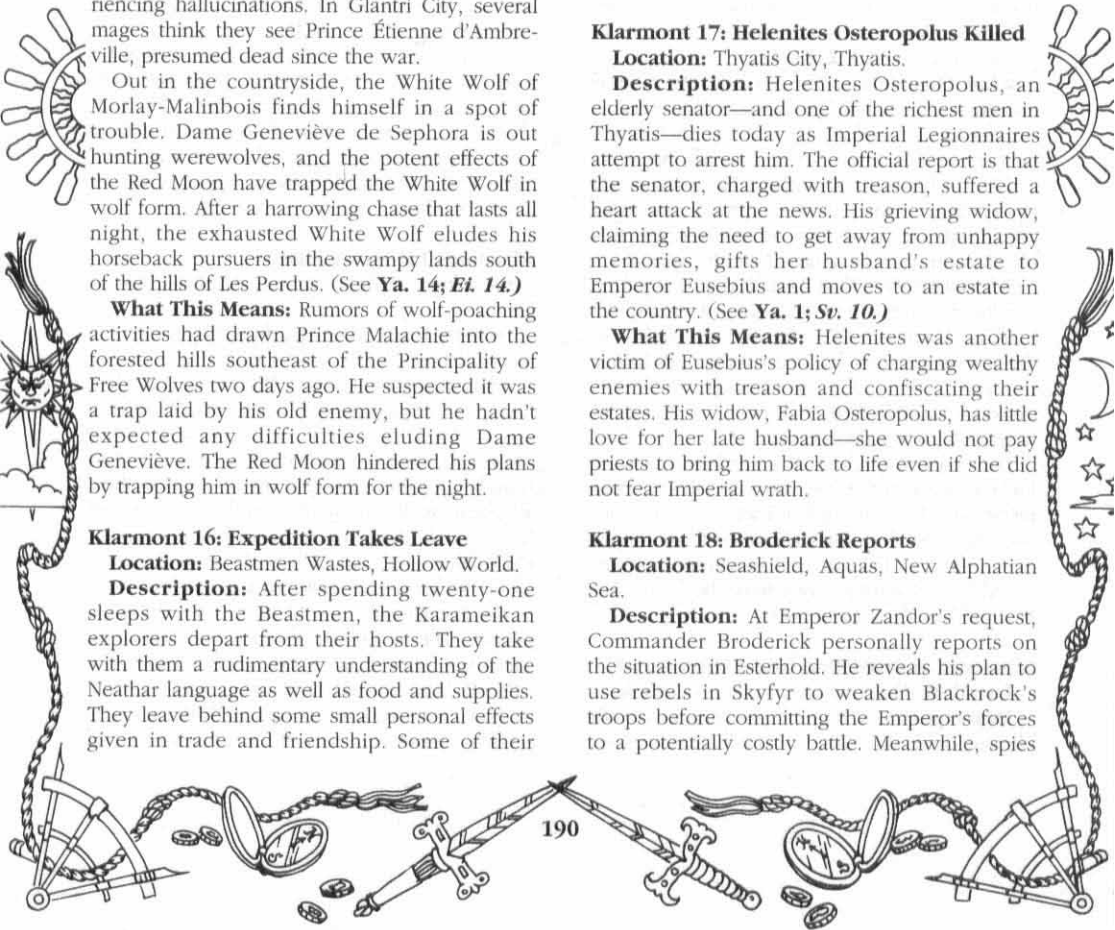 riencing hallucinations. In Glantri City, several
mages think they see Prince Étienne d'Ambre-
ville, presumed dead since the war.
Out in the countryside, the White Wolf of
Morlay-Malinbois finds himself in a spot of
trouble. Dame Geneviève de Sephora is out
hunting werewolves, and the potent effects of
the Red Moon have trapped the White Wolf in
wolf form. After a harrowing chase that lasts all
night, the exhausted White Wolf eludes his
horseback pursuers in the swampy lands south
of the hills of Les Perdus. (See Ya. 14; Ei. 14.)
What This Means: Rumors of wolf-poaching
activities had drawn Prince Malachie into the
forested hills southeast of the Principality of
Free Wolves two days ago. He suspected it was
a trap laid by his old enemy, but he hadn't
expected any difficulties eluding Dame
Geneviève. The Red Moon hindered his plans
by trapping him in wolf form for the night.
Klarmont 16: Expedition Takes Leave
Location: Beastmen Wastes, Hollow World.
Description: After spending twenty-one
sleeps with the Beastmen, the Karameikan
explorers depart from their hosts. They take
with them a rudimentary understanding of the
Neathar language as well as food and supplies.
They leave behind some small personal effects
given in trade and friendship. Some of their
Klarmont 17: Helenites Osteropolus Killed
Location: Thyatis City, Thyatis.
Description: Helenites Osteropolus, an
elderly senator—and one of the richest men in
Thyatis—dies today as Imperial Legionnaires
attempt to arrest him. The official report is that
the senator, charged with treason, suffered a
heart attack at the news. His grieving widow,
claiming the need to get away from unhappy
memories, gifts her husband's estate to
Emperor Eusebius and moves to an estate in
the country. (See Ya. 1; Sv. 10.)
What This Means: Helenites was another
victim of Eusebius's policy of charging wealthy
enemies with treason and confiscating their
estates. His widow, Fabia Osteropolus, has little
love for her late husband—she would not pay
priests to bring him back to life even if she did
not fear Imperial wrath.
Klarmont 18: Broderick Reports
Location: Seashield, Aquas, New Alphatian
Sea.
Description: At Emperor Zandor's request,
Commander Broderick personally reports on
the situation in Esterhold. He reveals his plan to
use rebels in Skyfyr to weaken Blackrock's
troops before committing the Emperor's forces
to a potentially costly battle. Meanwhile, spies
190